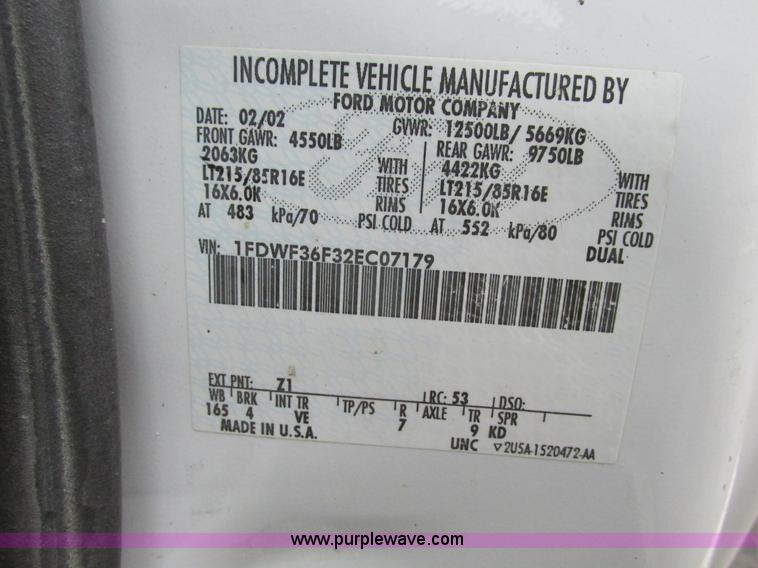 INCOMPLETE VEHICLE MANUFACTURED BY
FORD MOTOR COMPANY
DATE: 02/02 GVWR: 12500LB/ 5669KG
FRONT GAWR: 4550LB REAR GAWR: 9750LB
2063KG WITH 4422KG WITH
LT215/85R16E TIRES LT215/85R16E TIRES
16X6.0K RIMS 16X6.0K RIMS
AT 483 kPa/70 PSI COLD AT 552 kPa/80 PSI COLD
DUAL
VIN: 1FDWF36F32EC07179
EXT PNT: Z1 RC: 53 DSO:
WB BRK INT TR TP/PS R AXLE TR SPR
165 4 VE 7 9 KD
MADE IN U.S.A. UNC ▽2U5A-1520472-AA
www.purplewave.com